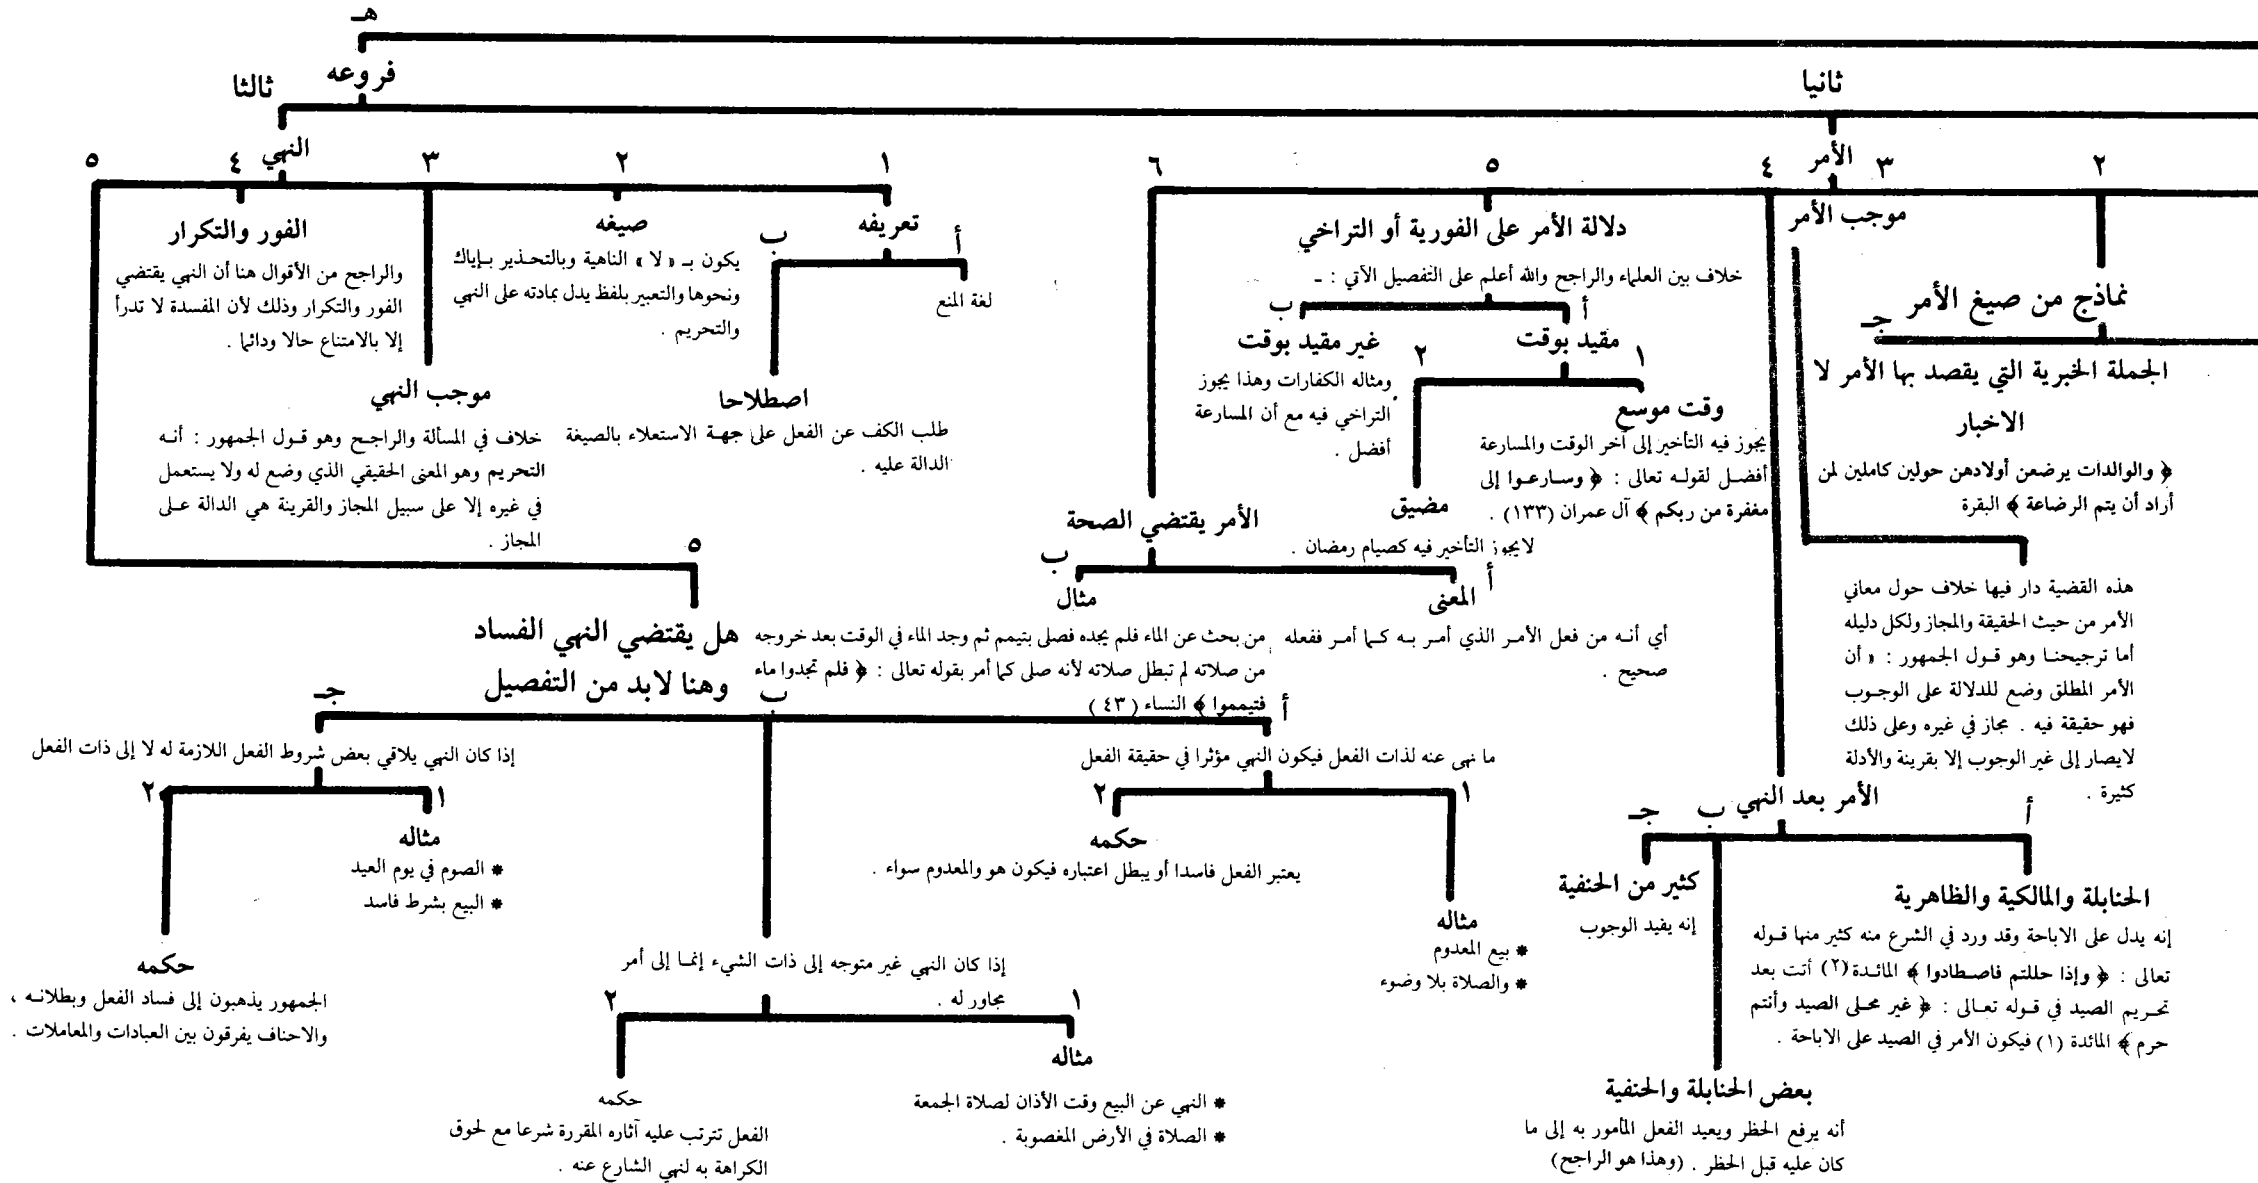 هـ
فروعه
ثانيا
الأمر
٢
نماذج من صيغ الأمر
جـ
الجملة الخبرية التي يقصد بها الأمر لا
الاخبار
﴿ والوالدات يرضعن أولادهن حولين كاملين لمن
أراد أن يتم الرضاعة ﴾ البقرة
٣
موجب الأمر
هذه القضية دار فيها خلاف حول معاني
الأمر من حيث الحقيقة والمجاز ولكل دليله
أما ترجيحنا وهو قول الجمهور : « أن
الأمر المطلق وضع للدلالة على الوجوب
فهو حقيقة فيه . مجاز في غيره وعلى ذلك
لايصار إلى غير الوجوب إلا بقرينة والأدلة
كثيرة .
٤
الأمر بعد النهي
أ
الحنابلة والمالكية والظاهرية
إنه يدل على الاباحة وقد ورد في الشرع منه كثير منها قوله
تعالى : ﴿ وإذا حللتم فاصطادوا ﴾ المائدة (٢) أتت بعد
تحريم الصيد في قوله تعالى : ﴿ غير محلى الصيد وأنتم
حرم ﴾ المائدة (١) فيكون الأمر في الصيد على الاباحة .
ب
بعض الحنابلة والحنفية
أنه يرفع الحظر ويعيد الفعل المأمور به إلى ما
كان عليه قبل الحظر . (وهذا هو الراجح)
جـ
كثير من الحنفية
إنه يفيد الوجوب
٥
دلالة الأمر على الفورية أو التراخي
خلاف بين العلماء والراجح والله أعلم على التفصيل الآتي : ـ
أ
مقيد بوقت
١
وقت موسع
يجوز فيه التأخير إلى آخر الوقت والمسارعة
أفضل لقوله تعالى : ﴿ وسارعوا إلى
مغفرة من ربكم ﴾ آل عمران (١٣٣) .
٢
مضيق
لايجوز التأخير فيه كصيام رمضان .
ب
غير مقيد بوقت
ومثاله الكفارات وهذا يجوز
التراخي فيه مع أن المسارعة
أفضل .
٦
الأمر يقتضي الصحة
أ
المعنى
أي أنه من فعل الأمر الذي أمر به كما أمر ففعله
صحيح .
ب
مثال
من بحث عن الماء فلم يجده فصلى بتيمم ثم وجد الماء في الوقت بعد خروجه
من صلاته لم تبطل صلاته لأنه صلى كما أمر بقوله تعالى : ﴿ فلم تجدوا ماء
فتيمموا ﴾ النساء ( ٤٣ )
ثالثا
النهي
١
تعريفه
أ
لغة المنع
ب
اصطلاحا
طلب الكف عن الفعل على جهة الاستعلاء بالصيغة
الدالة عليه .
٢
صيغه
يكون بـ « لا » الناهية وبالتحذير بإياك
ونحوها والتعبير بلفظ يدل بمادته على النهي
والتحريم .
٣
موجب النهي
خلاف في المسألة والراجح وهو قول الجمهور : أنه
التحريم وهو المعنى الحقيقي الذي وضع له ولا يستعمل
في غيره إلا على سبيل المجاز والقرينة هي الدالة على
المجاز .
٤
الفور والتكرار
والراجح من الأقوال هنا أن النهي يقتضي
الفور والتكرار وذلك لأن المفسدة لا تدرأ
إلا بالامتناع حالا ودائما .
٥
٥
هل يقتضي النهي الفساد
وهنا لابد من التفصيل
أ
ما نهى عنه لذات الفعل فيكون النهي مؤثرا في حقيقة الفعل
١
مثاله
* بيع المعدوم
* والصلاة بلا وضوء
٢
حكمه
يعتبر الفعل فاسدا أو يبطل اعتباره فيكون هو والمعدوم سواء .
ب
إذا كان النهي غير متوجه إلى ذات الشيء إنما إلى أمر
مجاور له .
١
مثاله
* النهي عن البيع وقت الأذان لصلاة الجمعة
* الصلاة في الأرض المغصوبة .
٢
حكمه
الفعل تترتب عليه آثاره المقررة شرعا مع لحوق
الكراهة به لنهي الشارع عنه .
جـ
إذا كان النهي يلاقي بعض شروط الفعل اللازمة له لا إلى ذات الفعل
١
مثاله
* الصوم في يوم العيد
* البيع بشرط فاسد
٢
حكمه
الجمهور يذهبون إلى فساد الفعل وبطلانه ،
والاحناف يفرقون بين العبادات والمعاملات .